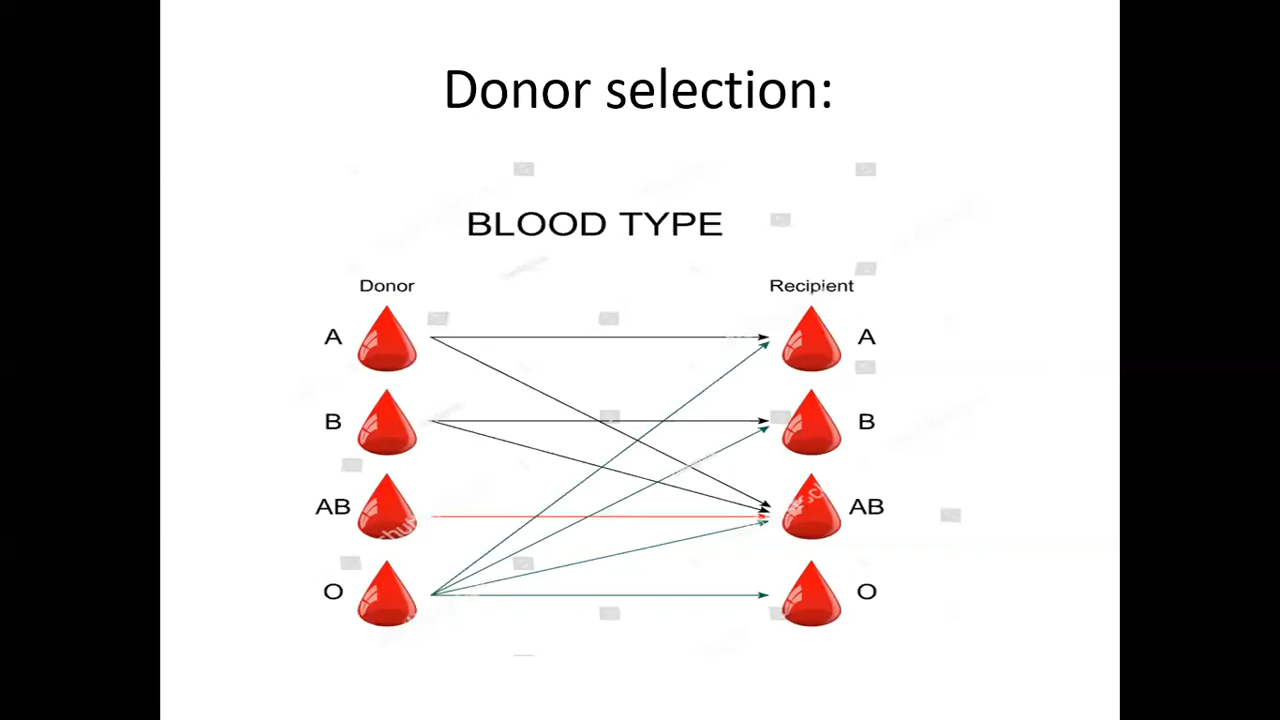 Donor selection:
BLOOD TYPE
Donor
Recipient
A
A
B
B
AB
AB
O
O